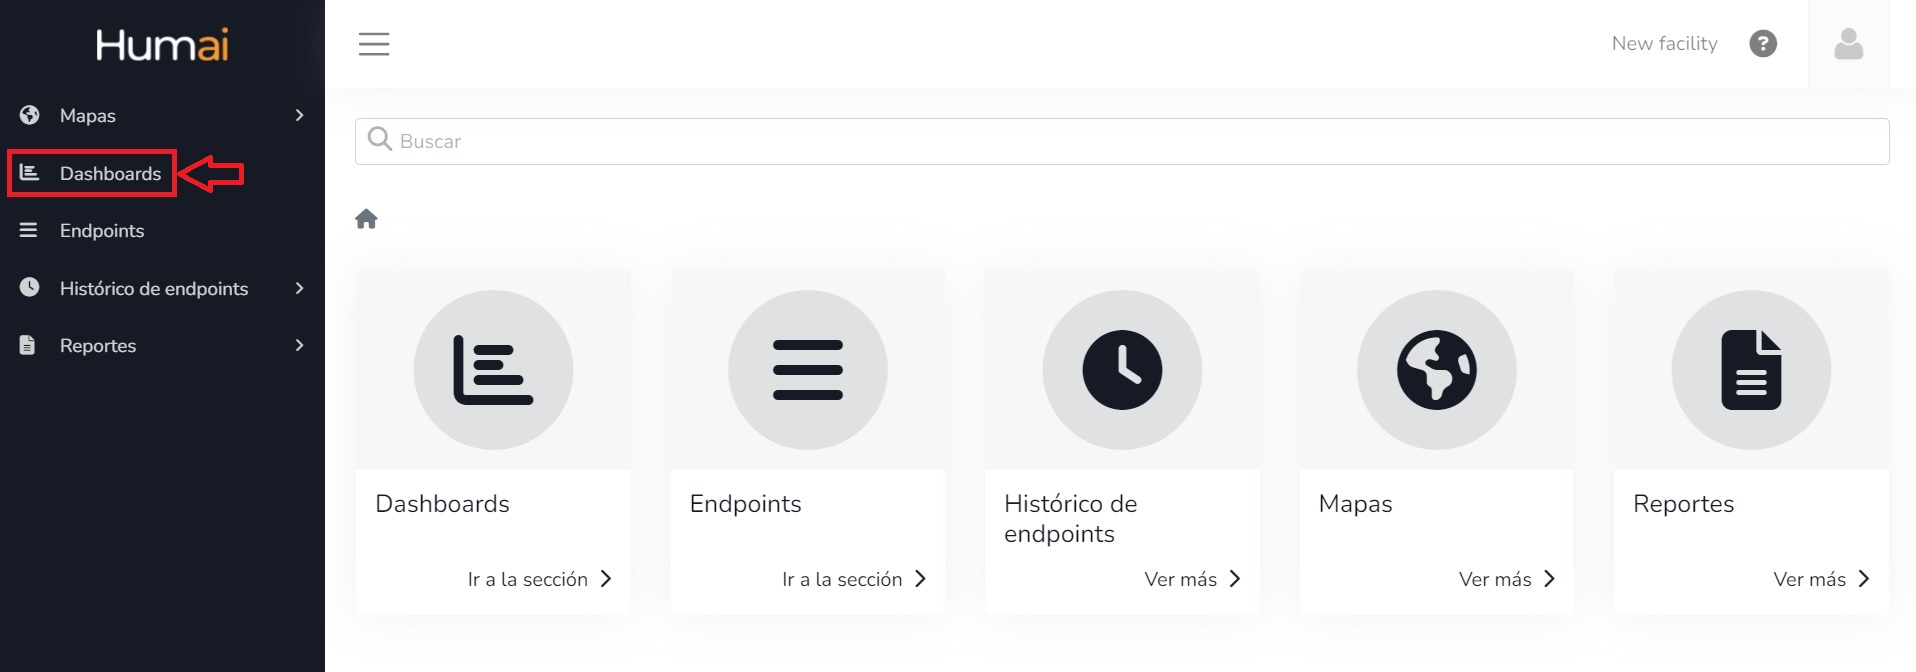 Humai
Mapas
Dashboards
Endpoints
Histórico de endpoints
Reportes
New facility
?
Buscar
Dashboards
Ir a la sección
Endpoints
Ir a la sección
Histórico de
endpoints
Ver más
Mapas
Ver más
Reportes
Ver más